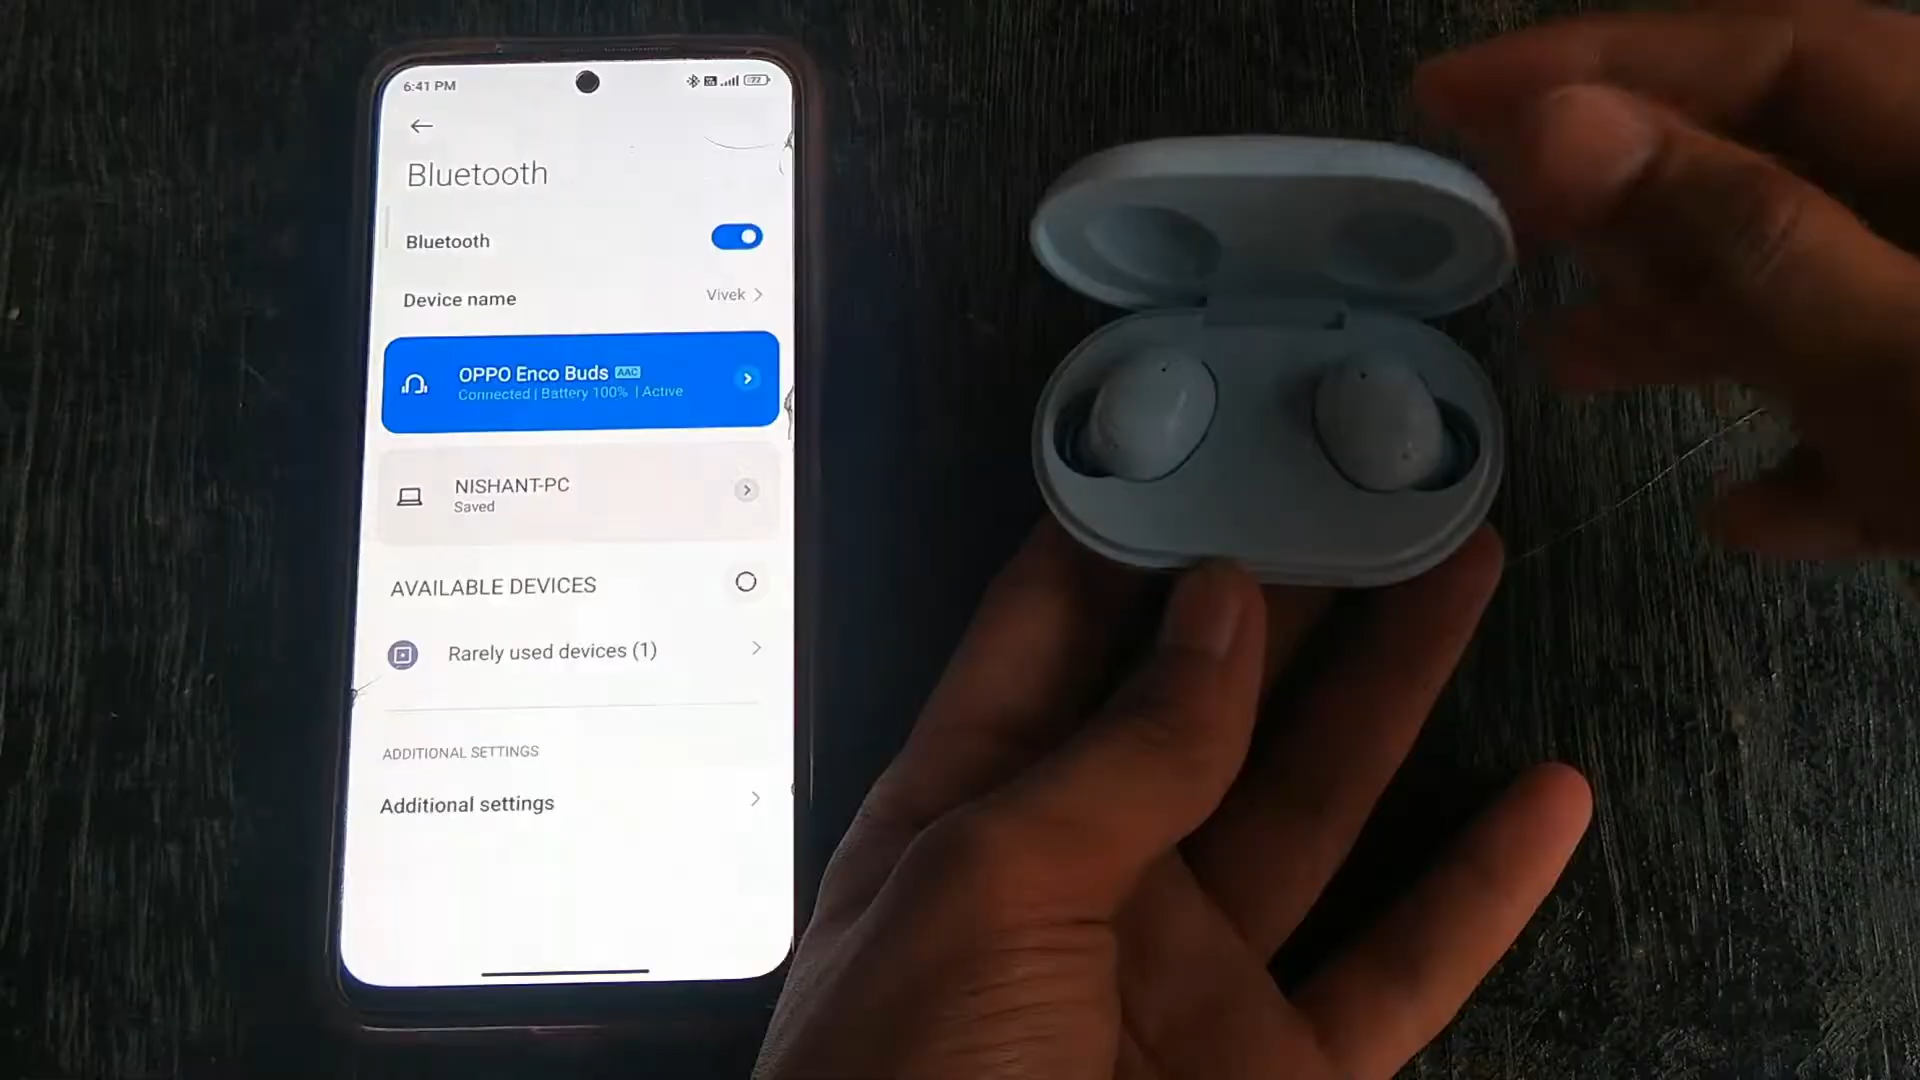 6:41 PM
77
Bluetooth
Bluetooth
Device name
Vivek
OPPO Enco Buds AAC
Connected | Battery 100% | Active
NISHANT-PC
Saved
AVAILABLE DEVICES
Rarely used devices (1)
ADDITIONAL SETTINGS
Additional settings